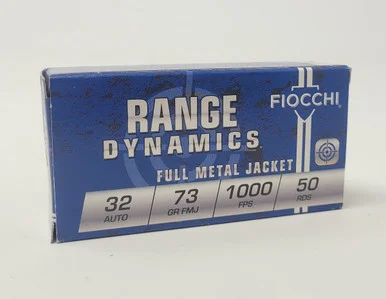 FIOCCHI
RANGE
DYNAMICS
FULL METAL JACKET
32 73 1000 50
AUTO GR FMJ FPS RDS